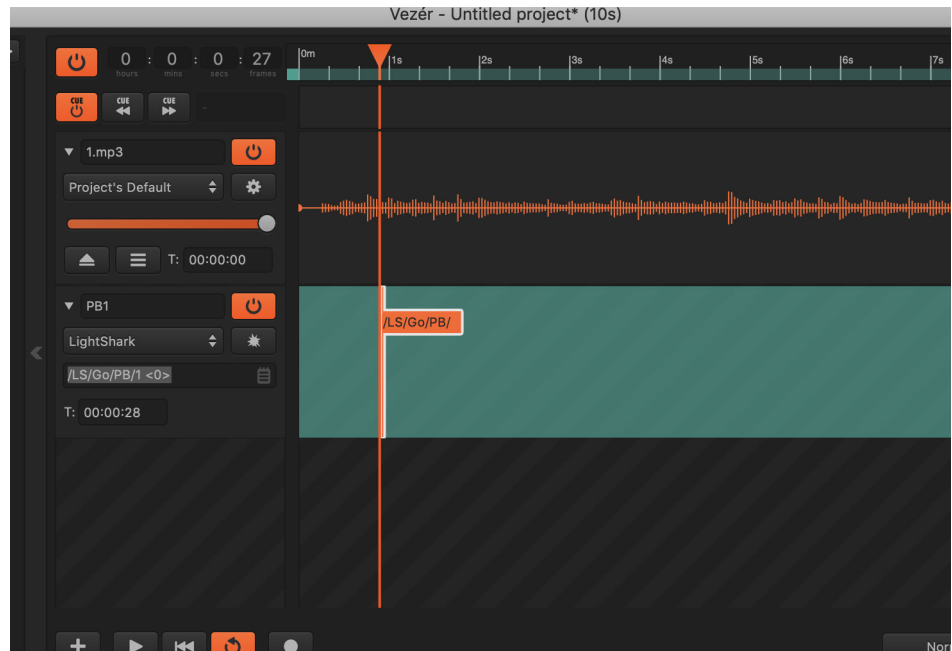 Vezér - Untitled project* (10s)
0 : 0 : 0 : 27
hours mins secs frames
0m 1s 2s 3s 4s 5s 6s 7s
CUE CUE CUE -
1.mp3
Project's Default
T: 00:00:00
PB1
/LS/Go/PB/
LightShark
/LS/Go/PB/1 <0>
T: 00:00:28